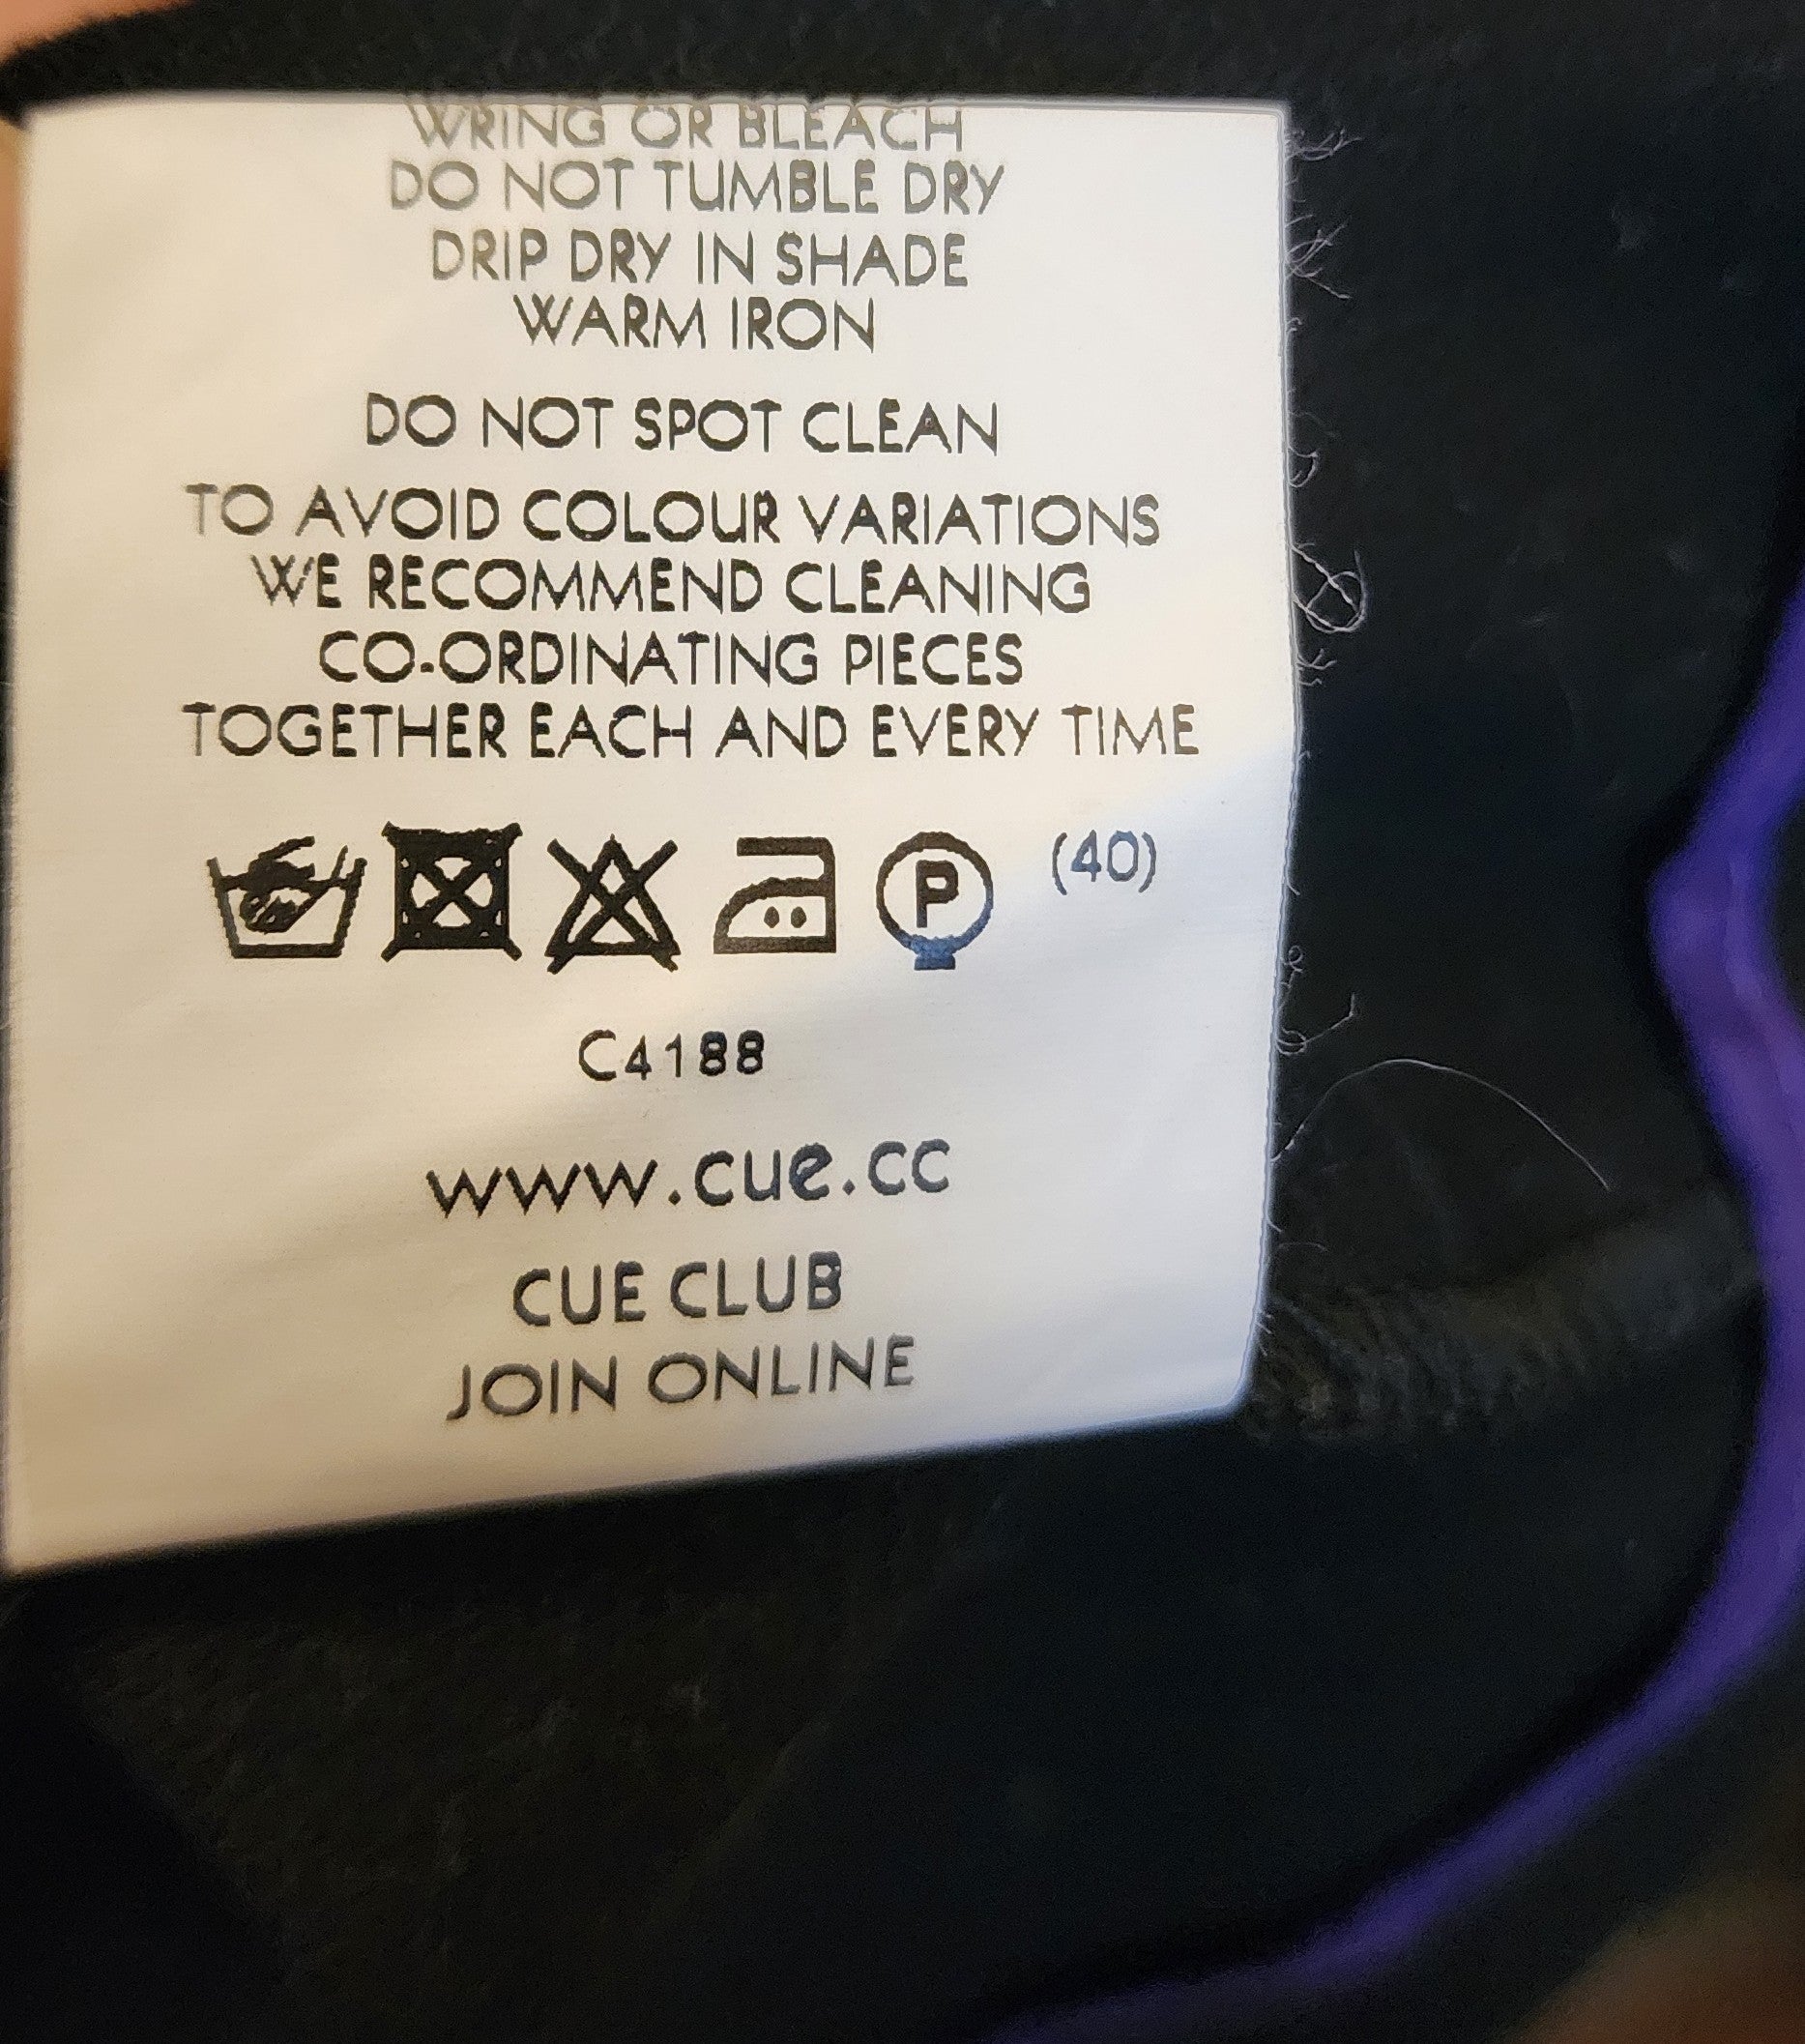 WRING OR BLEACH
DO NOT TUMBLE DRY
DRIP DRY IN SHADE
WARM IRON
DO NOT SPOT CLEAN
TO AVOID COLOUR VARIATIONS
WE RECOMMEND CLEANING
CO-ORDINATING PIECES
TOGETHER EACH AND EVERY TIME
P (40)
C4188
www.cue.cc
CUE CLUB
JOIN ONLINE